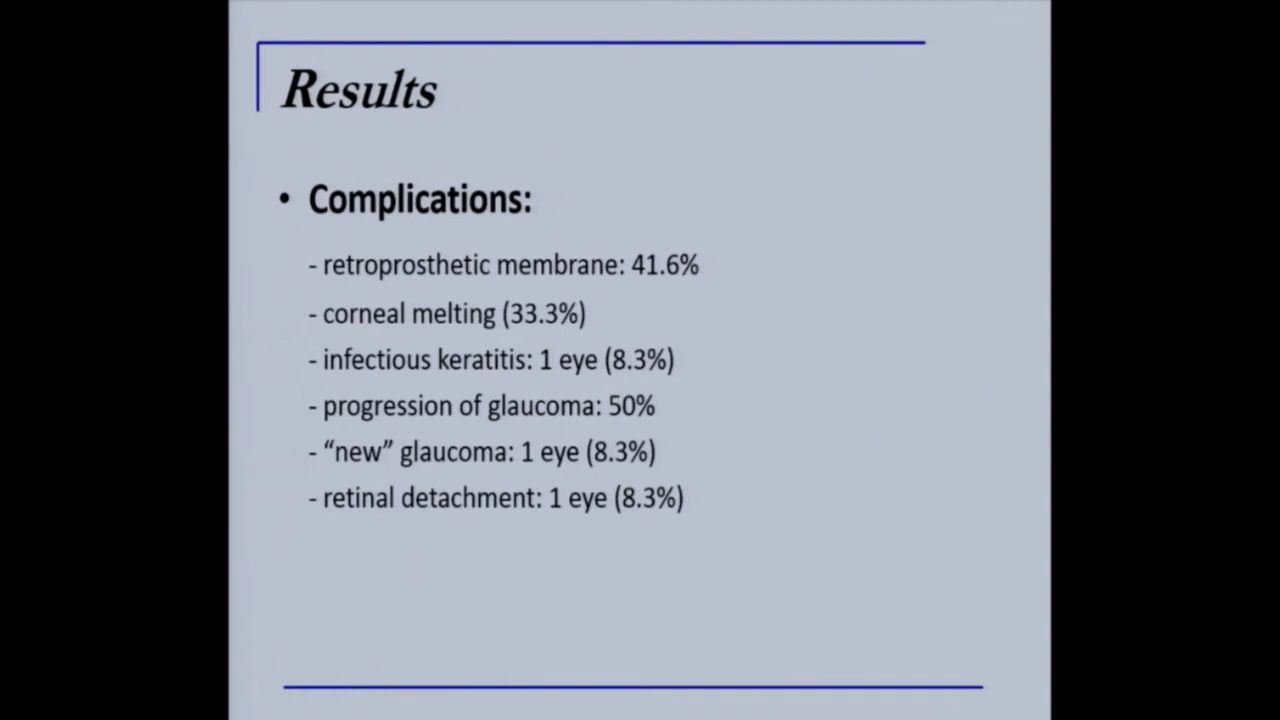 Results
• Complications:
- retroprosthetic membrane: 41.6%
- corneal melting (33.3%)
- infectious keratitis: 1 eye (8.3%)
- progression of glaucoma: 50%
- “new” glaucoma: 1 eye (8.3%)
- retinal detachment: 1 eye (8.3%)